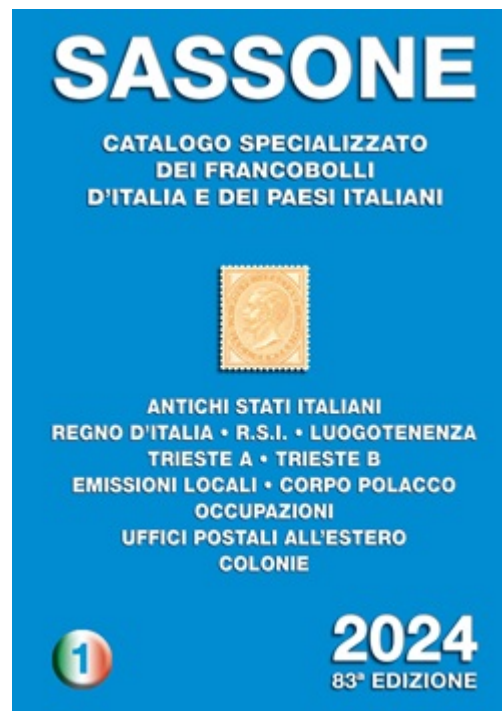 SASSONE
CATALOGO SPECIALIZZATO
DEI FRANCOBOLLI
D'ITALIA E DEI PAESI ITALIANI
ANTICHI STATI ITALIANI
REGNO D'ITALIA • R.S.I. • LUOGOTENENZA
TRIESTE A • TRIESTE B
EMISSIONI LOCALI • CORPO POLACCO
OCCUPAZIONI
UFFICI POSTALI ALL'ESTERO
COLONIE
1
2024
83ª EDIZIONE